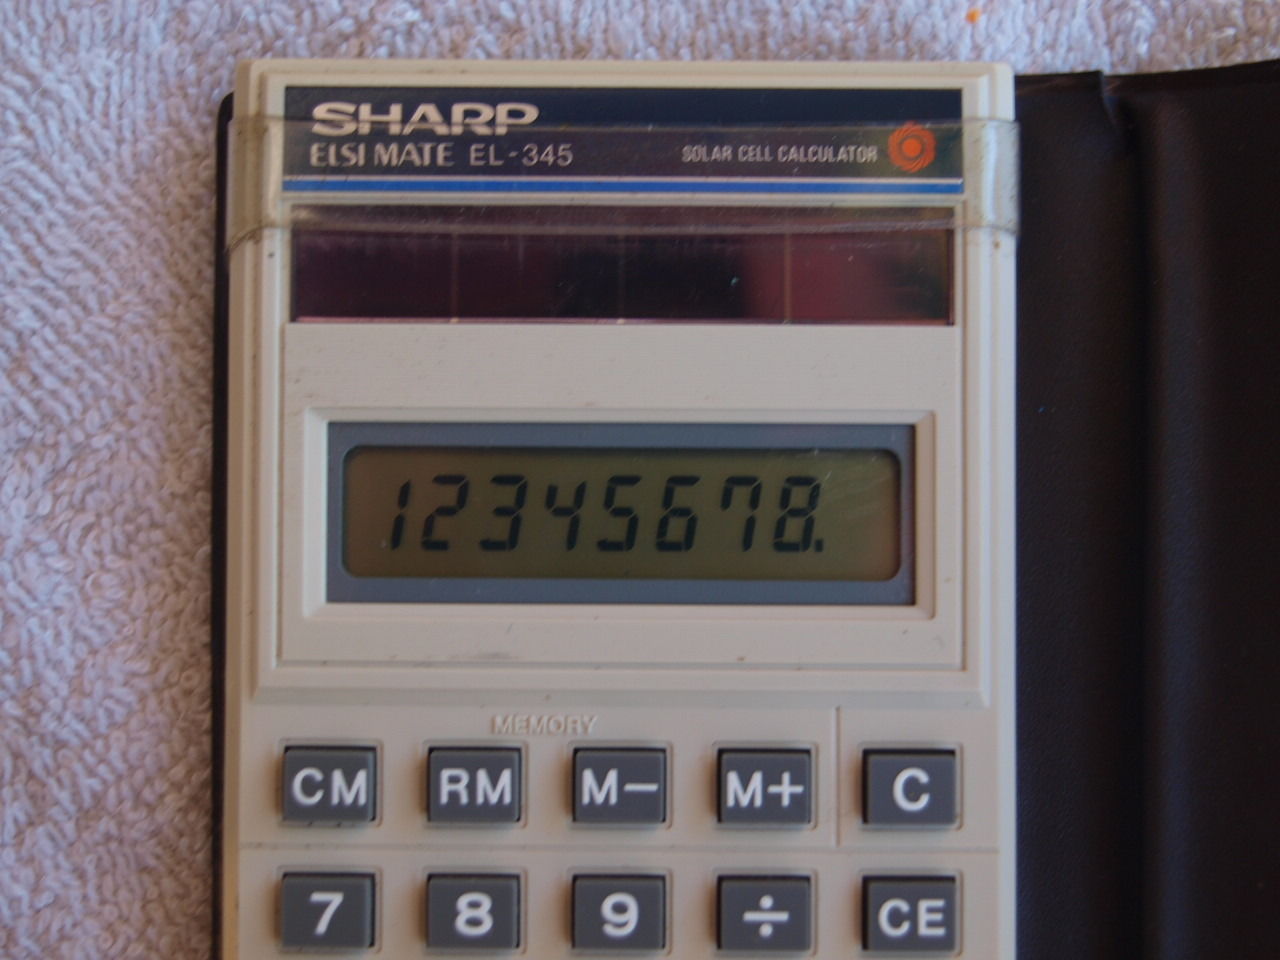 SHARP
ELSI MATE EL-345 SOLAR CELL CALCULATOR
12345678.
MEMORY
CM RM M− M+ C
7 8 9 ÷ CE